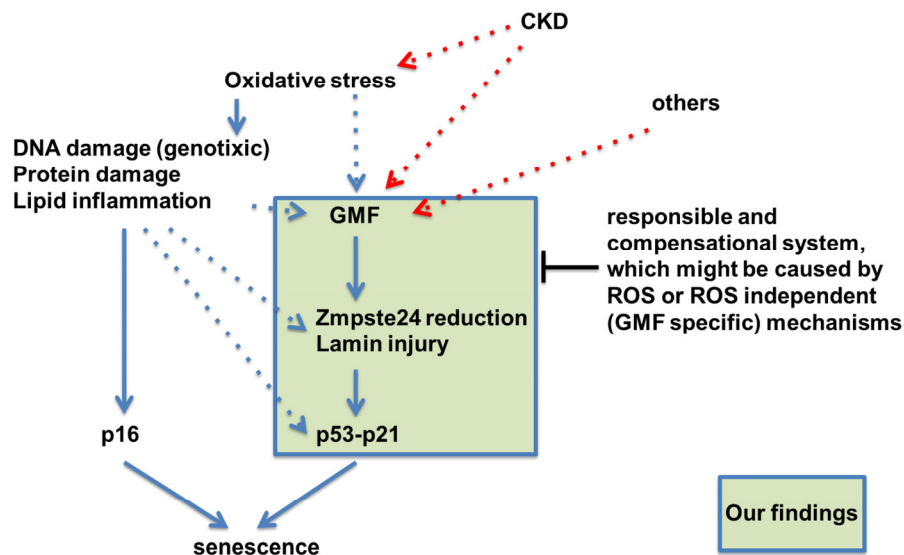 CKD
Oxidative stress
others
DNA damage (genotixic)
Protein damage
Lipid inflammation
GMF
responsible and
compensational system,
which might be caused by
ROS or ROS independent
(GMF specific) mechanisms
Zmpste24 reduction
Lamin injury
p16
p53-p21
Our findings
senescence